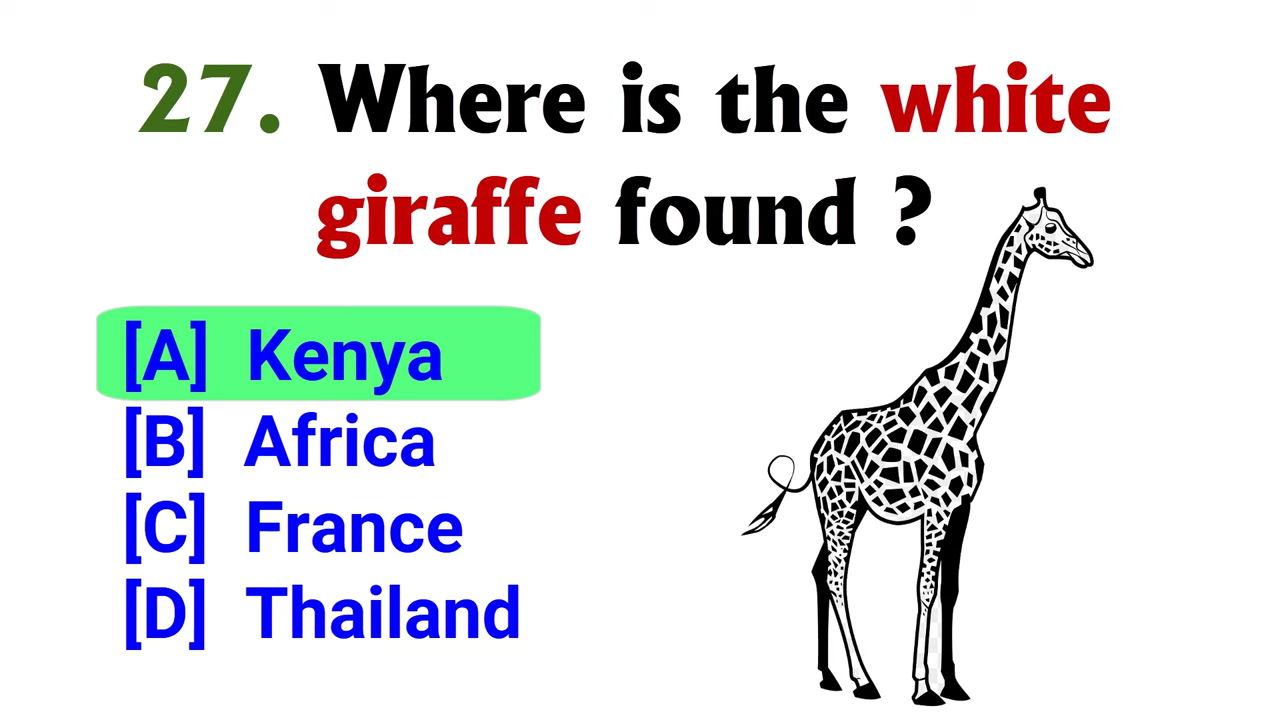 27. Where is the white
giraffe found ?
[A] Kenya
[B] Africa
[C] France
[D] Thailand